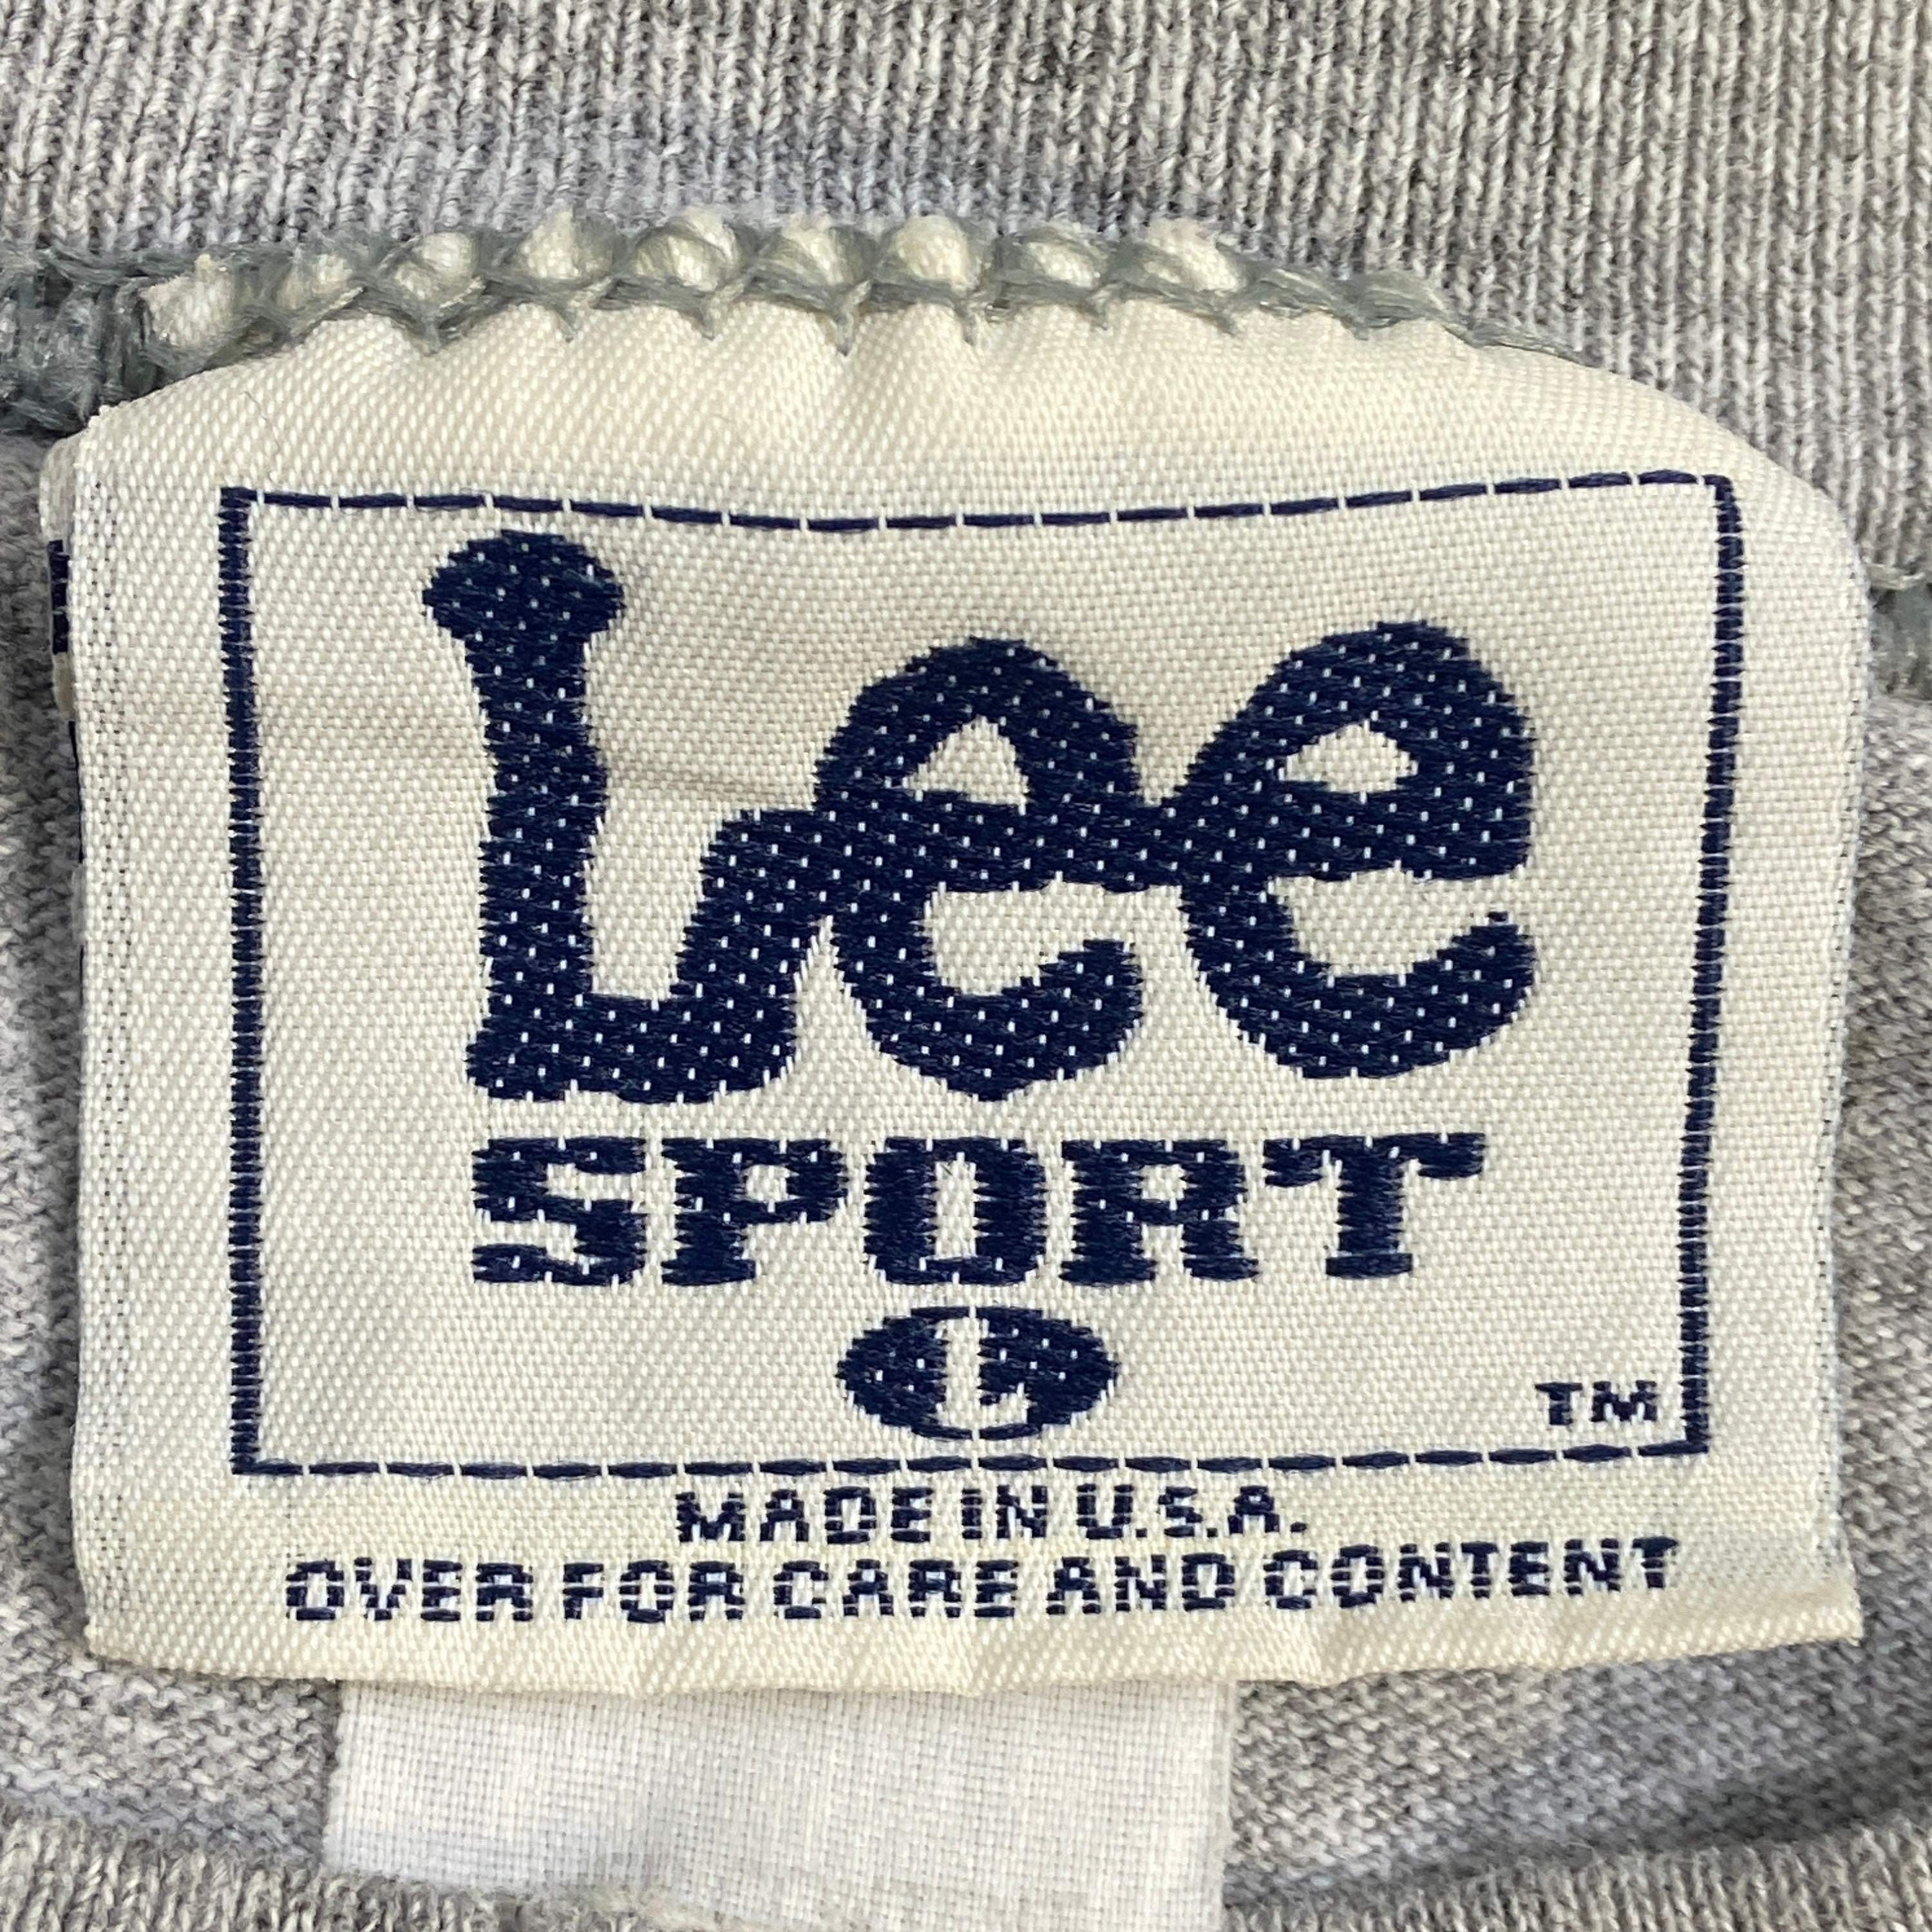 Lee
SPORT
L
TM
MADE IN U.S.A.
OVER FOR CARE AND CONTENT